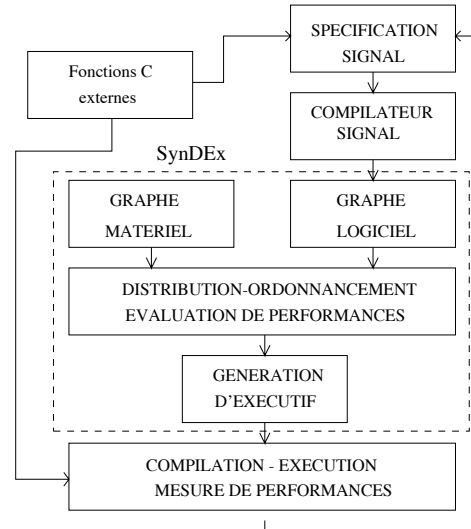 SPECIFICATION
SIGNAL
Fonctions C
externes
COMPILATEUR
SIGNAL
SynDEx
GRAPHE
MATERIEL
GRAPHE
LOGICIEL
DISTRIBUTION-ORDONNANCEMENT
EVALUATION DE PERFORMANCES
GENERATION
D'EXECUTIF
COMPILATION - EXECUTION
MESURE DE PERFORMANCES